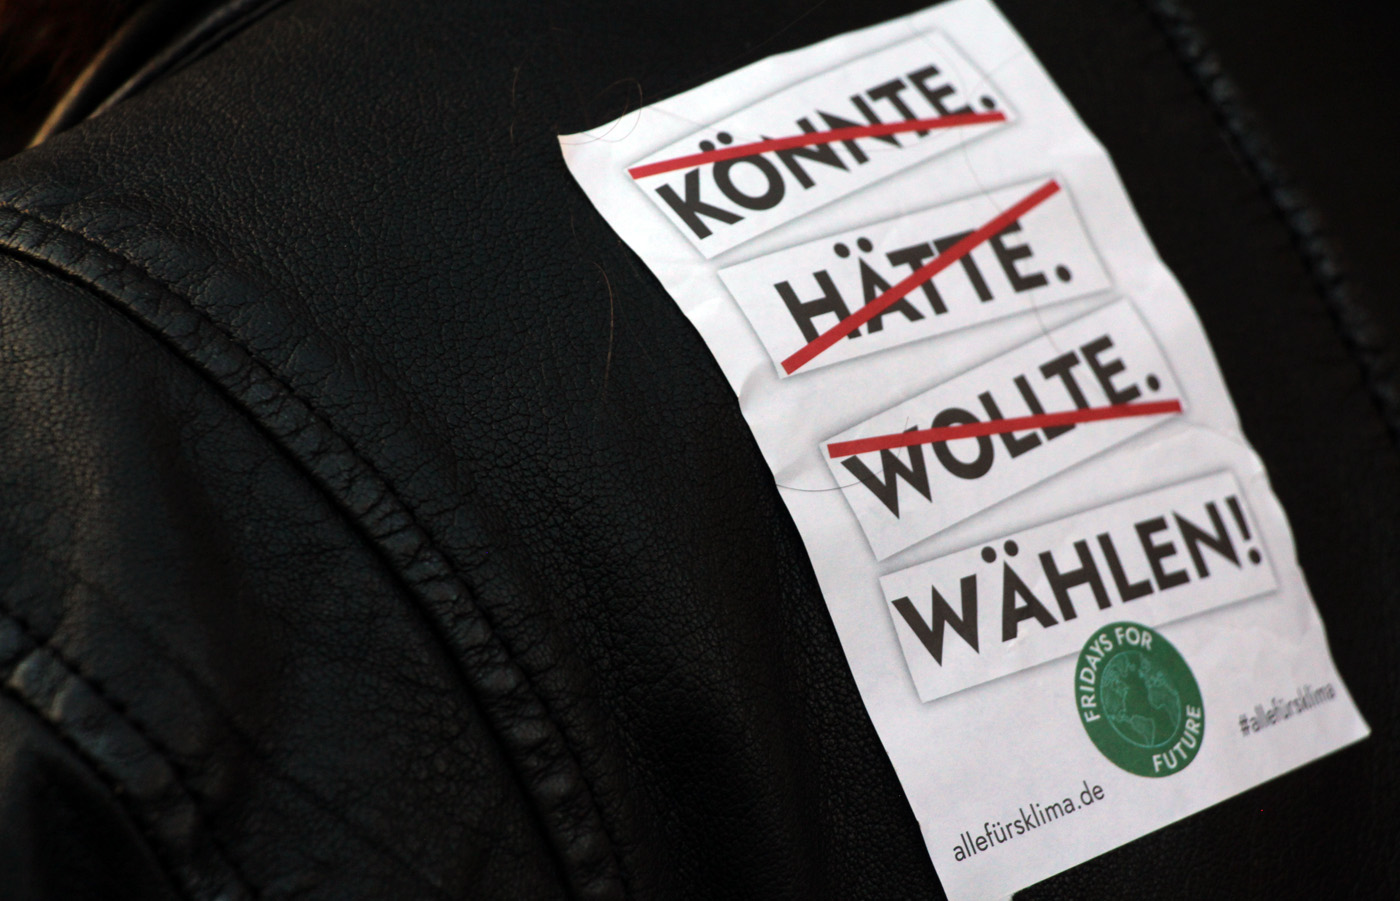 KÖNNTE.
HÄTTE.
WOLLTE.
WÄHLEN!
FRIDAYS FOR
FUTURE
#allefürsklima
allefürsklima.de